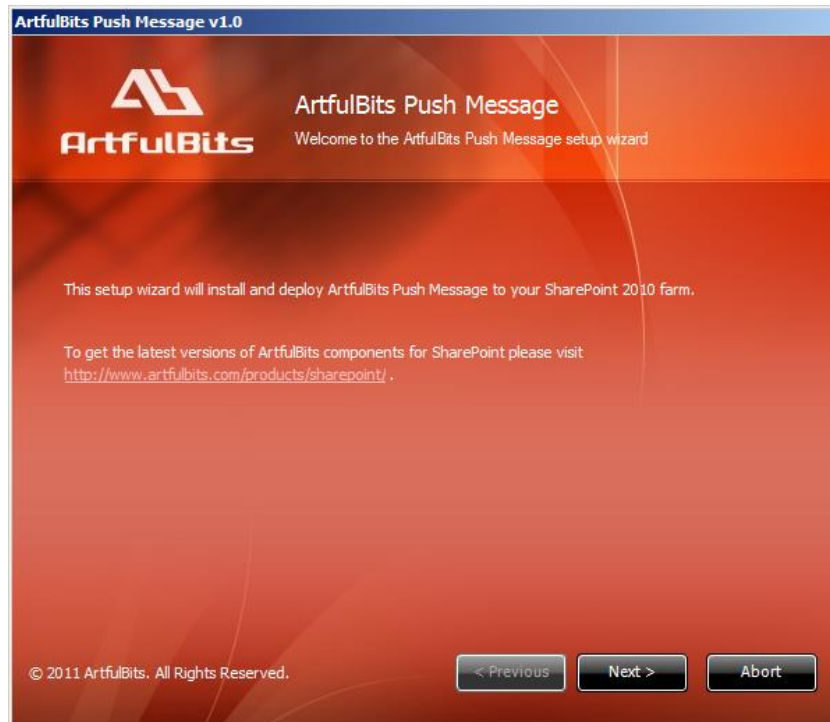 ArtfulBits Push Message v1.0
ArtfulBits
ArtfulBits Push Message
Welcome to the ArtfulBits Push Message setup wizard
This setup wizard will install and deploy ArtfulBits Push Message to your SharePoint 2010 farm.
To get the latest versions of ArtfulBits components for SharePoint please visit
http://www.artfulbits.com/products/sharepoint/ .
© 2011 ArtfulBits. All Rights Reserved.
< Previous
Next >
Abort